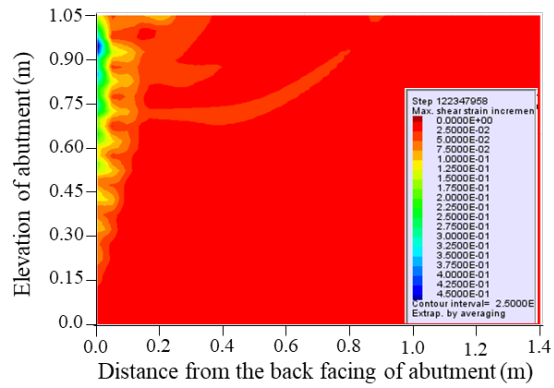 1.05
0.90
0.75
0.60
0.45
0.30
0.15
0.0
Elevation of abutment (m)
Step 122347958
Max. shear strain incremen
0.0000E+00
2.5000E-02
5.0000E-02
7.5000E-02
1.0000E-01
1.2500E-01
1.5000E-01
1.7500E-01
2.0000E-01
2.2500E-01
2.5000E-01
2.7500E-01
3.0000E-01
3.2500E-01
3.5000E-01
3.7500E-01
4.0000E-01
4.2500E-01
4.5000E-01
Contour interval= 2.5000E
Extrap. by averaging
0.0 0.2 0.4 0.6 0.8 1.0 1.2 1.4
Distance from the back facing of abutment (m)